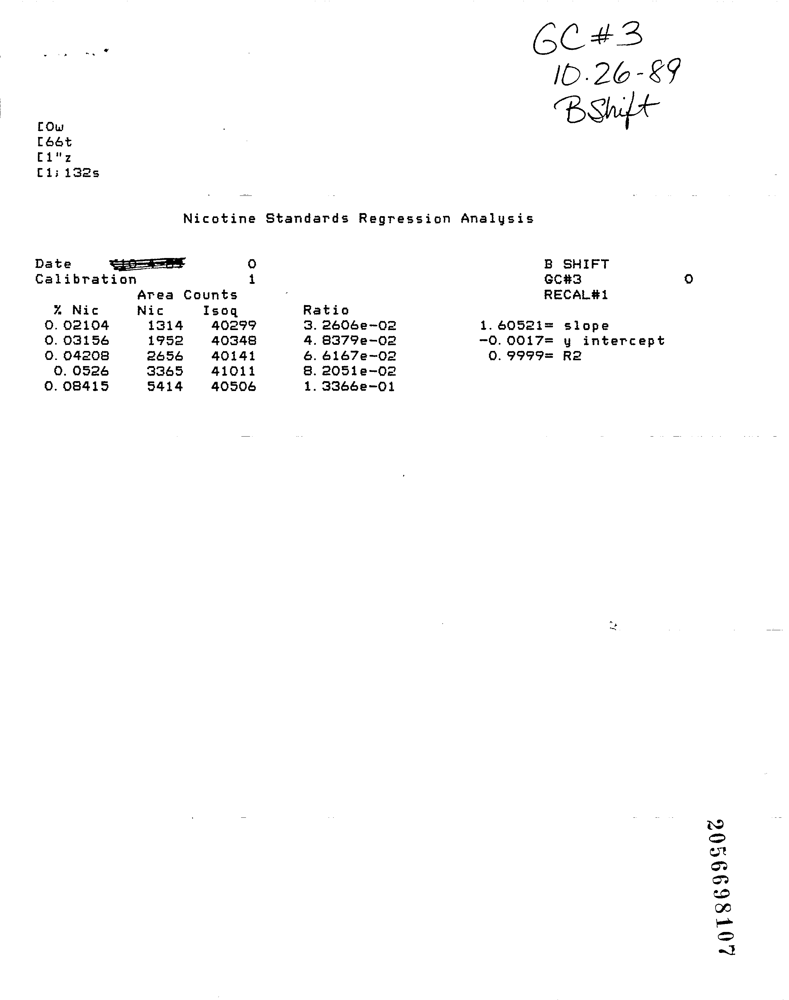 GC #3
10.26-89
B Shift
[0w
[66t
[1"z
[1;132s
Nicotine Standards Regression Analysis
Date 0 B SHIFT
Calibration 1 GC#3 0
Area Counts RECAL#1
% Nic Nic Isoq Ratio
0.02104 1314 40299 3.2606e-02 1.60521= slope
0.03156 1952 40348 4.8379e-02 -0.0017= y intercept
0.04208 2656 40141 6.6167e-02 0.9999= R2
0.0526 3365 41011 8.2051e-02
0.08415 5414 40506 1.3366e-01
2056698107